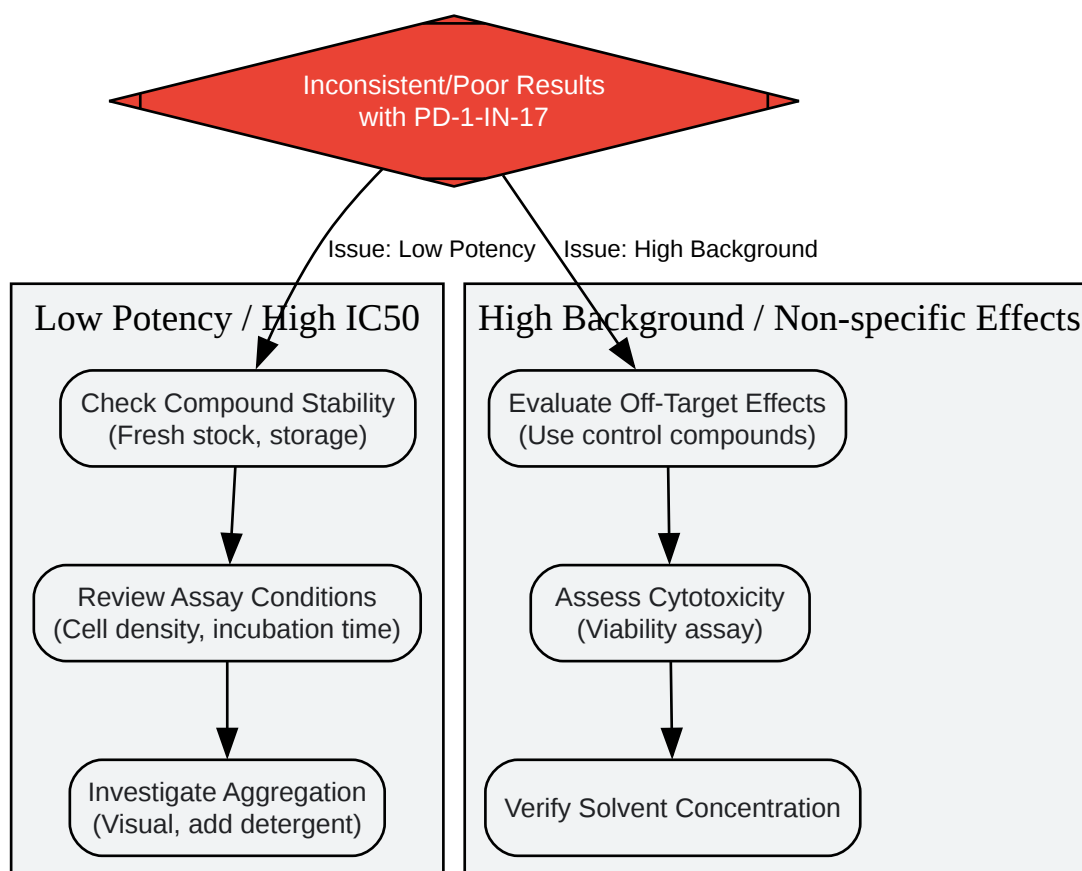 Inconsistent/Poor Results
with PD-1-IN-17
Issue: Low Potency
Issue: High Background
Low Potency / High IC50
Check Compound Stability
(Fresh stock, storage)
Review Assay Conditions
(Cell density, incubation time)
Investigate Aggregation
(Visual, add detergent)
High Background / Non-specific Effects
Evaluate Off-Target Effects
(Use control compounds)
Assess Cytotoxicity
(Viability assay)
Verify Solvent Concentration